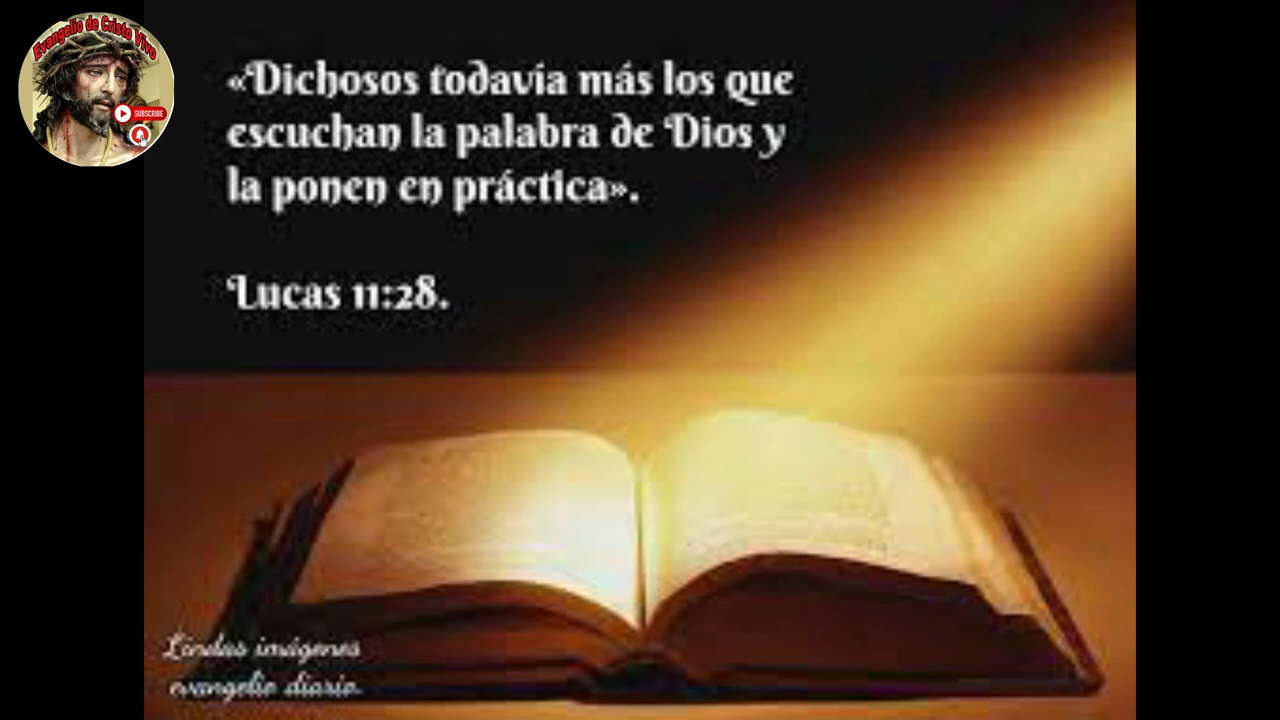 Evangelio de Cristo Vivo
SUBSCRIBE
«Dichosos todavía más los que
escuchan la palabra de Dios y
la ponen en práctica».
Lucas 11:28.
Lindas imágenes
evangelio diario.